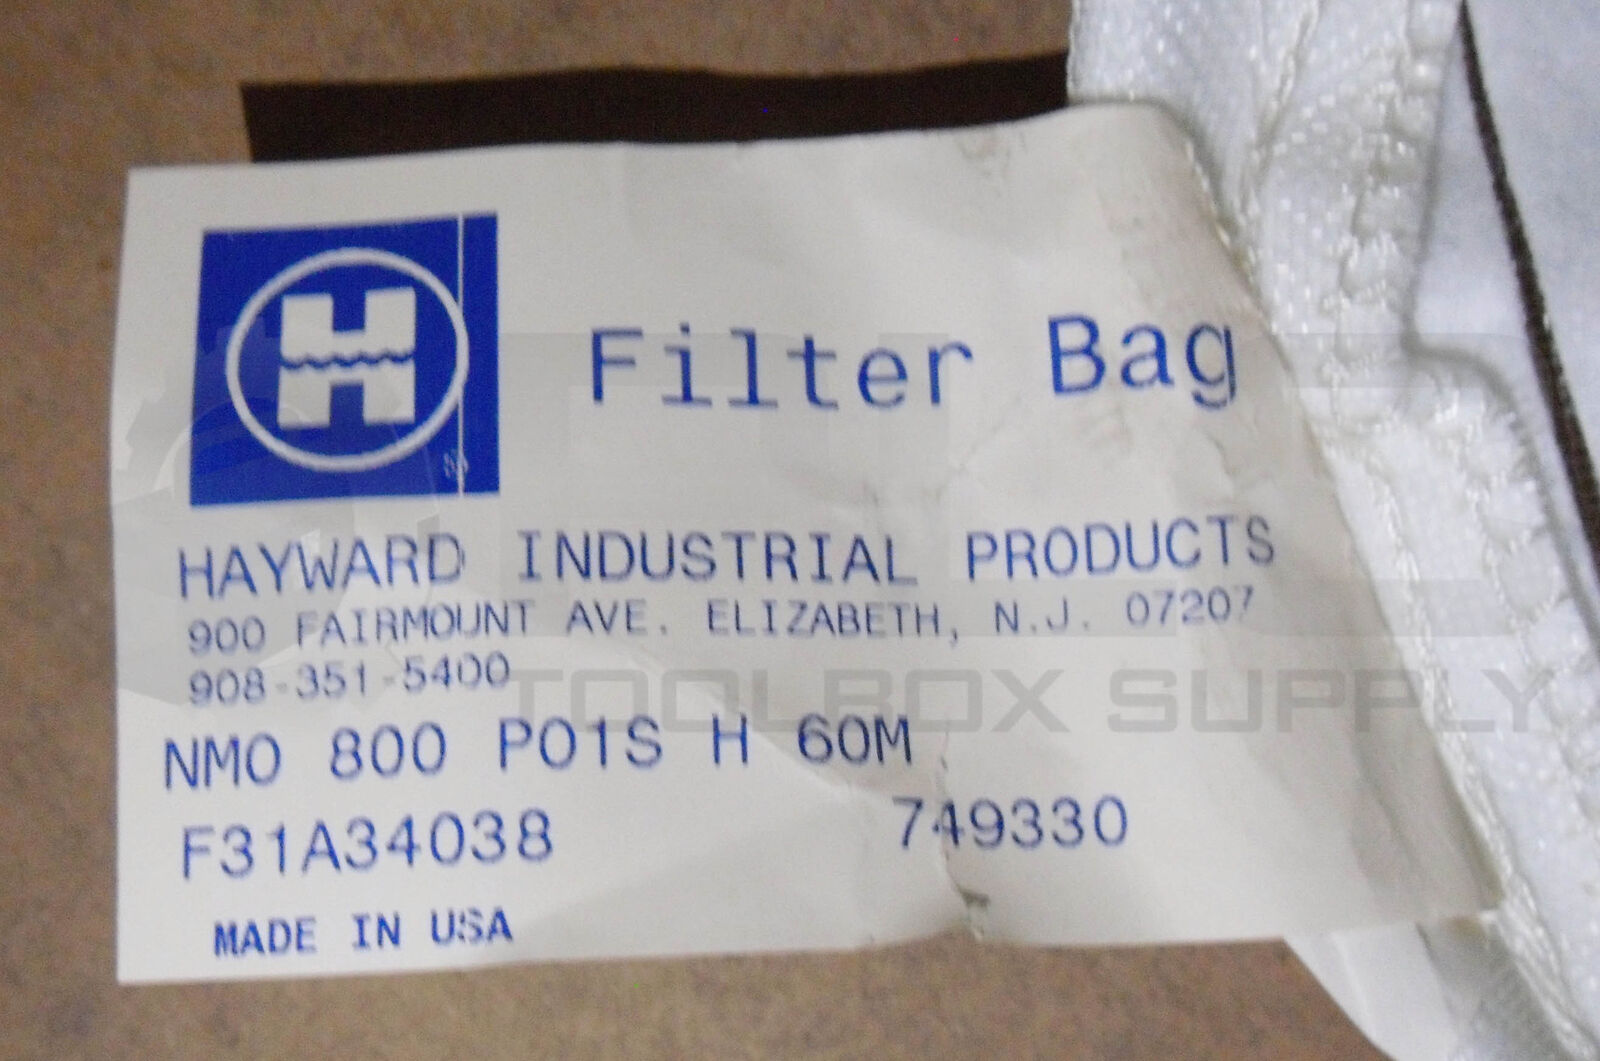 H
Filter Bag
HAYWARD INDUSTRIAL PRODUCTS
900 FAIRMOUNT AVE. ELIZABETH, N.J. 07207
908-351-5400
TOOLBOX SUPPLY
NMO 800 P01S H 60M
F31A34038 749330
MADE IN USA